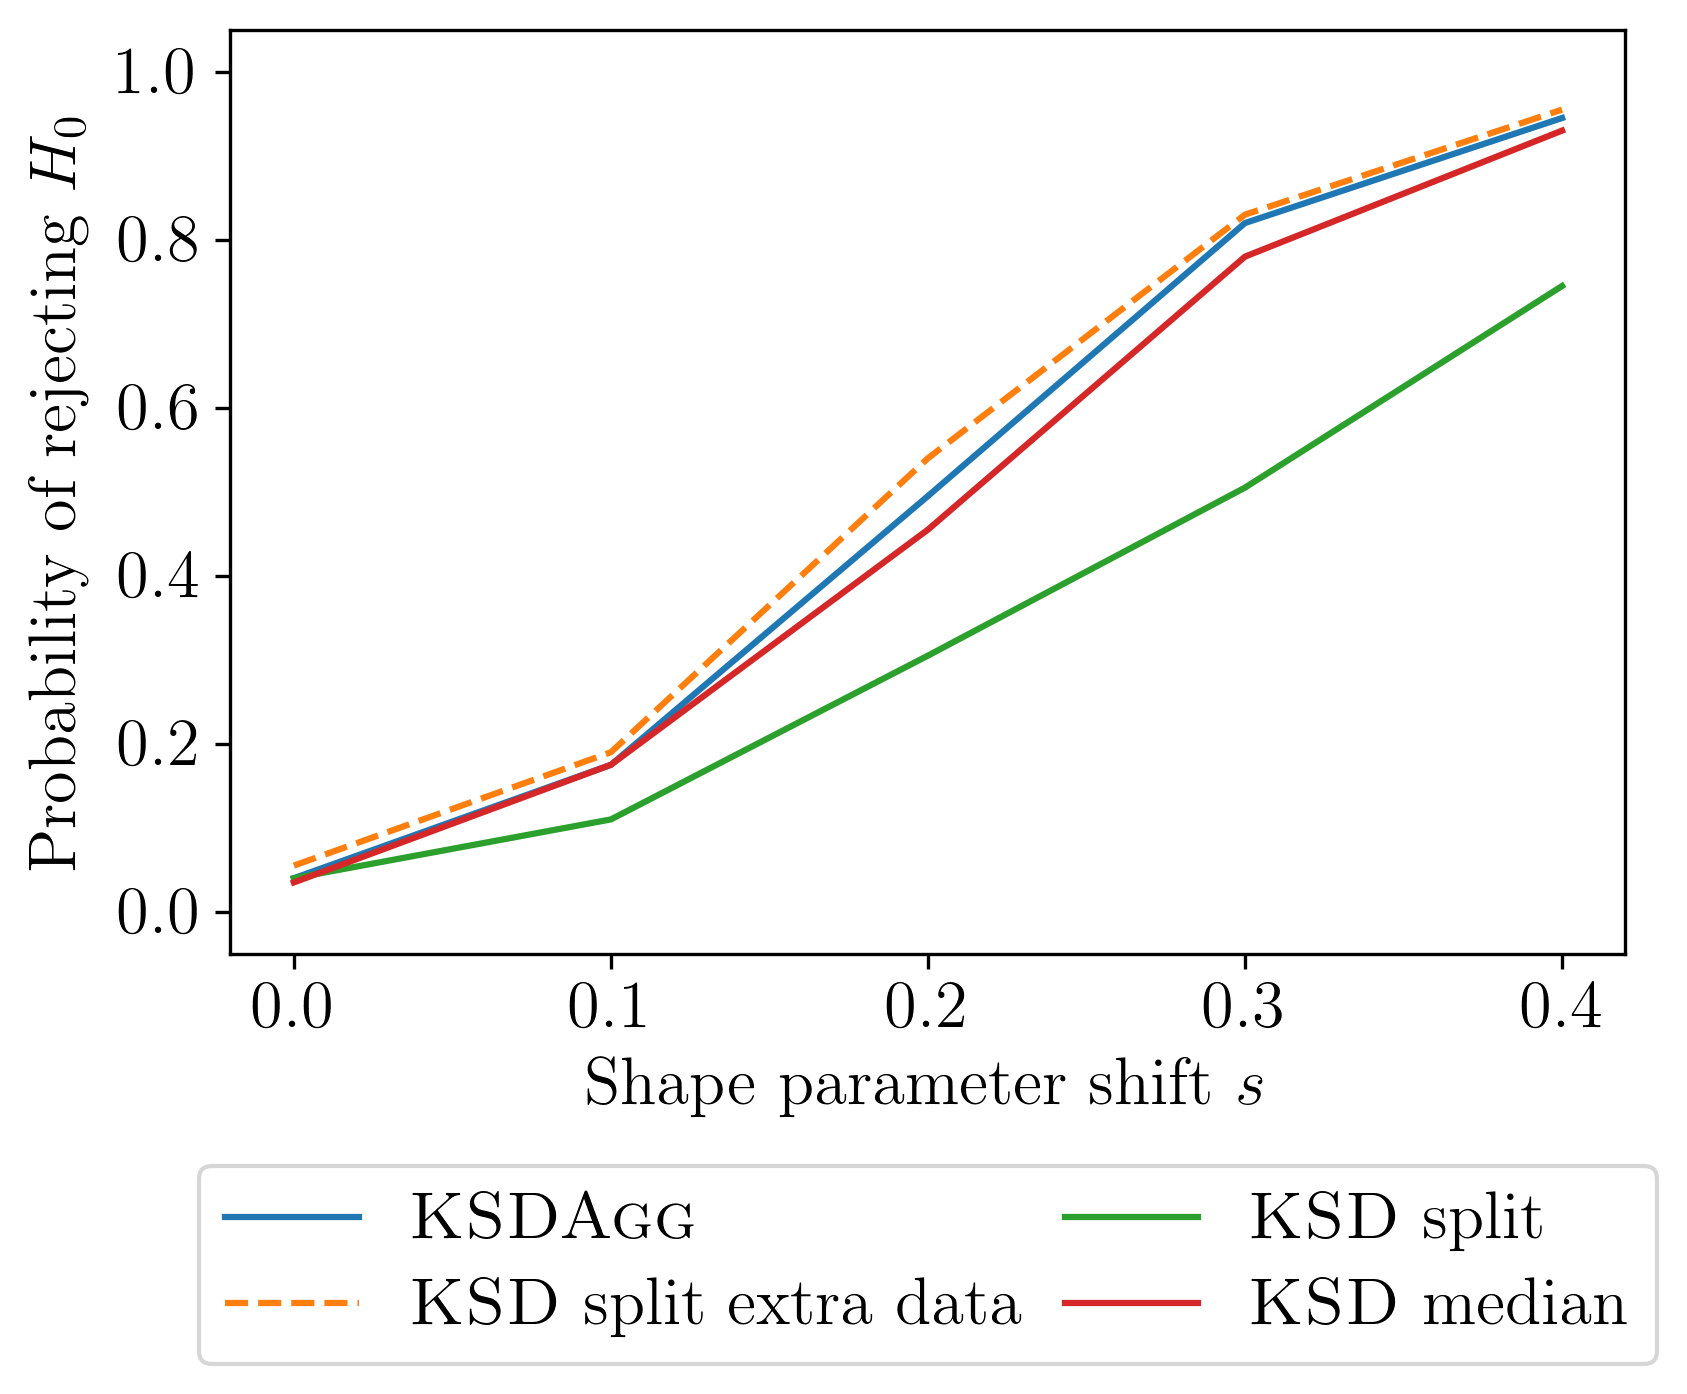 Probability of rejecting H₀
1.0
0.8
0.6
0.4
0.2
0.0
0.0 0.1 0.2 0.3 0.4
Shape parameter shift s
KSDAGG
KSD split extra data
KSD split
KSD median